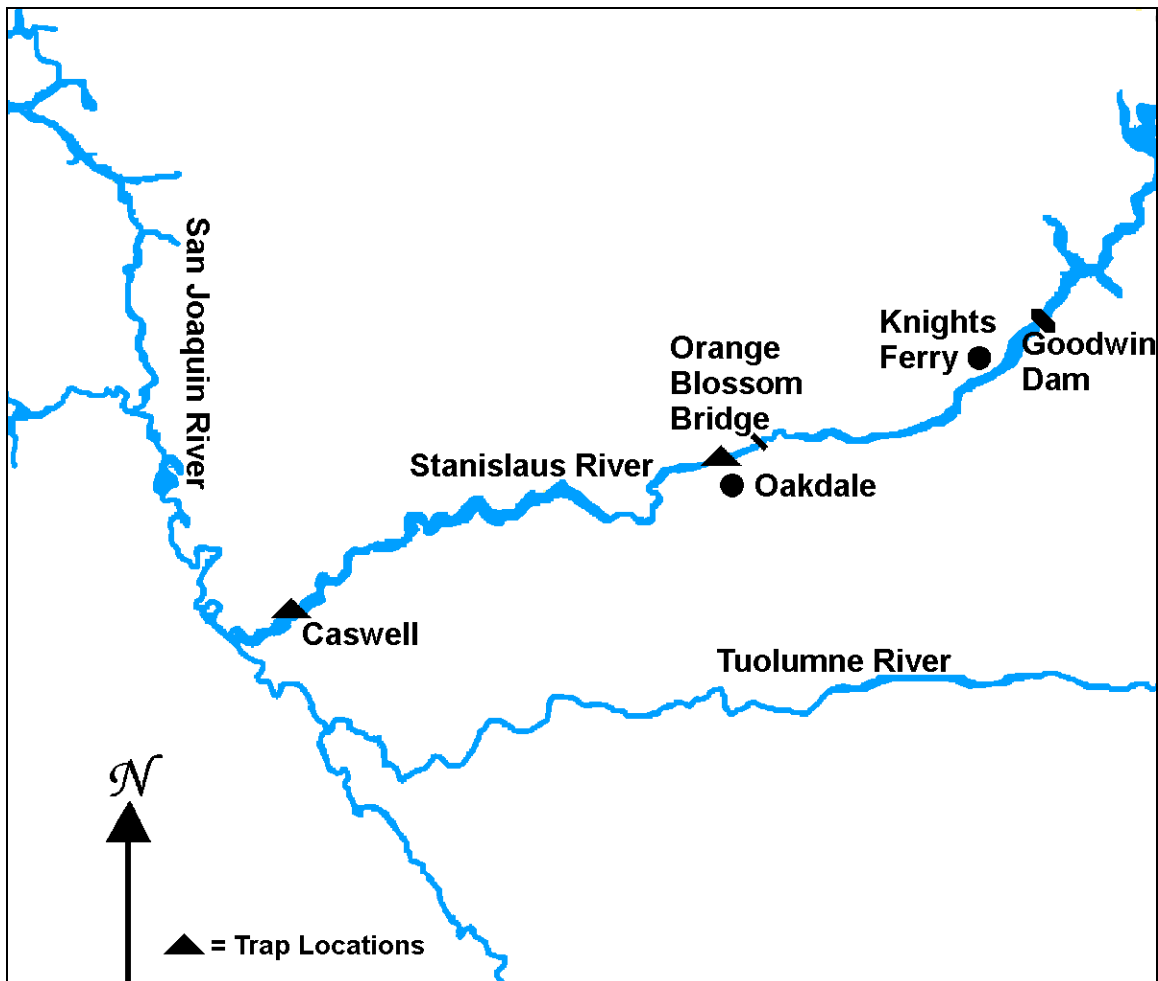 San Joaquin River
Knights
Ferry
Goodwin
Dam
Orange
Blossom
Bridge
Stanislaus River
Oakdale
Caswell
Tuolumne River
N
= Trap Locations